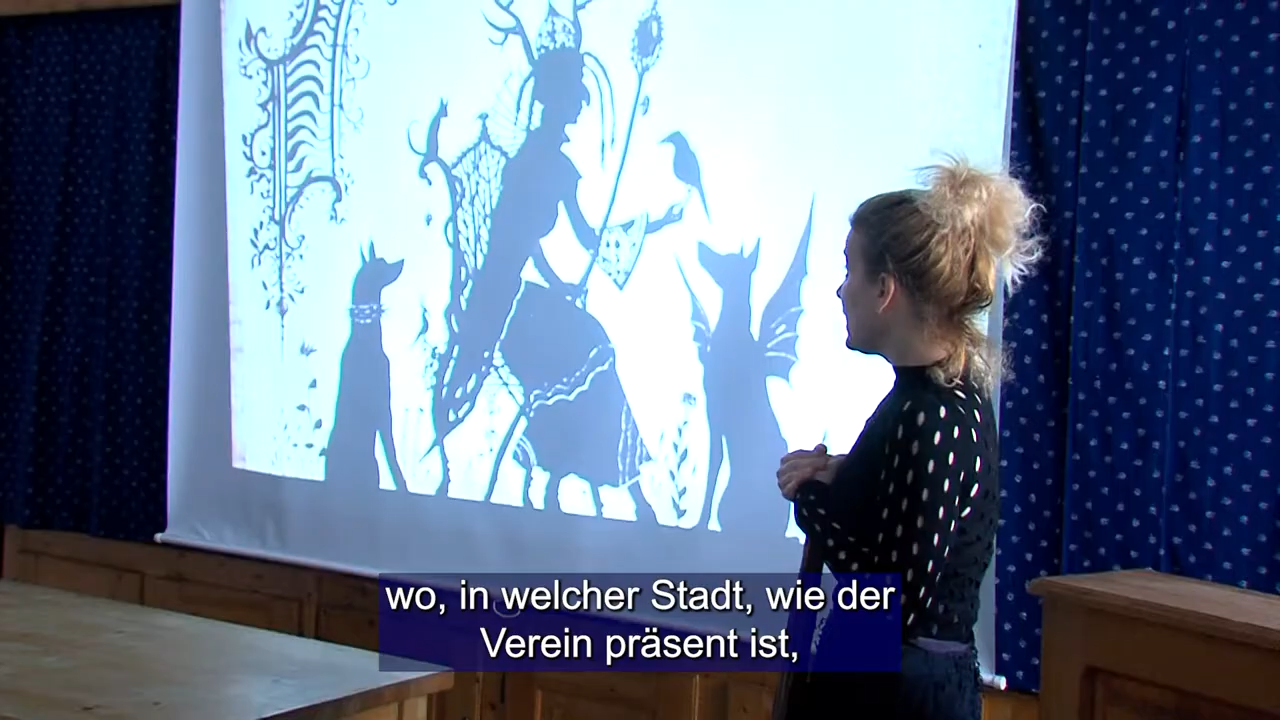 wo, in welcher Stadt, wie der
Verein präsent ist,